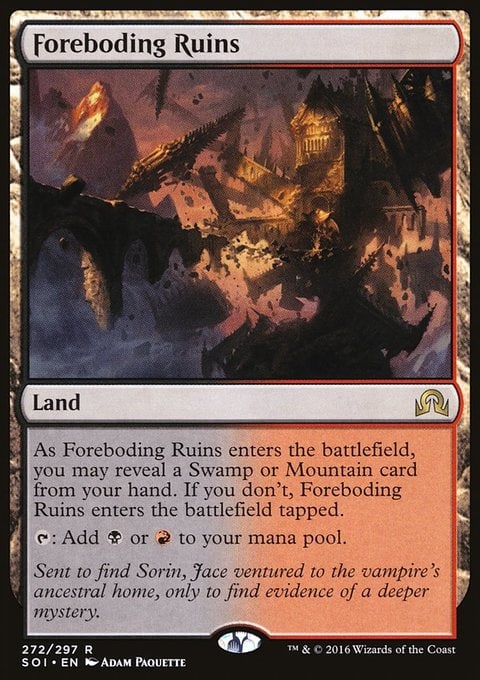 Foreboding Ruins
Land
As Foreboding Ruins enters the battlefield,
you may reveal a Swamp or Mountain card
from your hand. If you don't, Foreboding
Ruins enters the battlefield tapped.
: Add or to your mana pool.
Sent to find Sorin, Jace ventured to the vampire's
ancestral home, only to find evidence of a deeper
mystery.
272/297 R
SOI • EN Adam Paquette
™ & © 2016 Wizards of the Coast